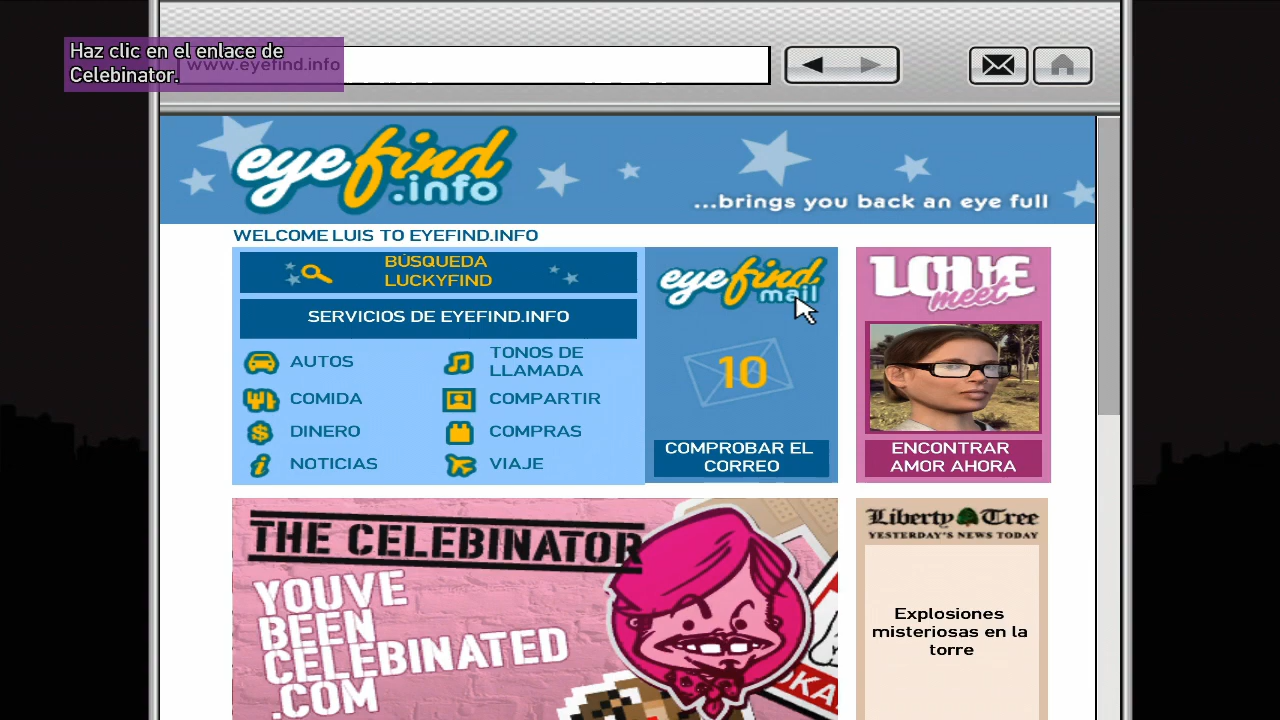 Haz clic en el enlace de
Celebinator.
www.eyefind.info
eyefind
.info
...brings you back an eye full
WELCOME LUIS TO EYEFIND.INFO
BÚSQUEDA
LUCKYFIND
SERVICIOS DE EYEFIND.INFO
AUTOS
TONOS DE
LLAMADA
COMIDA
COMPARTIR
DINERO
COMPRAS
NOTICIAS
VIAJE
eyefind
mail
10
COMPROBAR EL
CORREO
LOVE
meet
ENCONTRAR
AMOR AHORA
THE CELEBINATOR
YOUVE
BEEN
CELEBINATED
.COM
Liberty Tree
YESTERDAY'S NEWS TODAY
Explosiones
misteriosas en la
torre